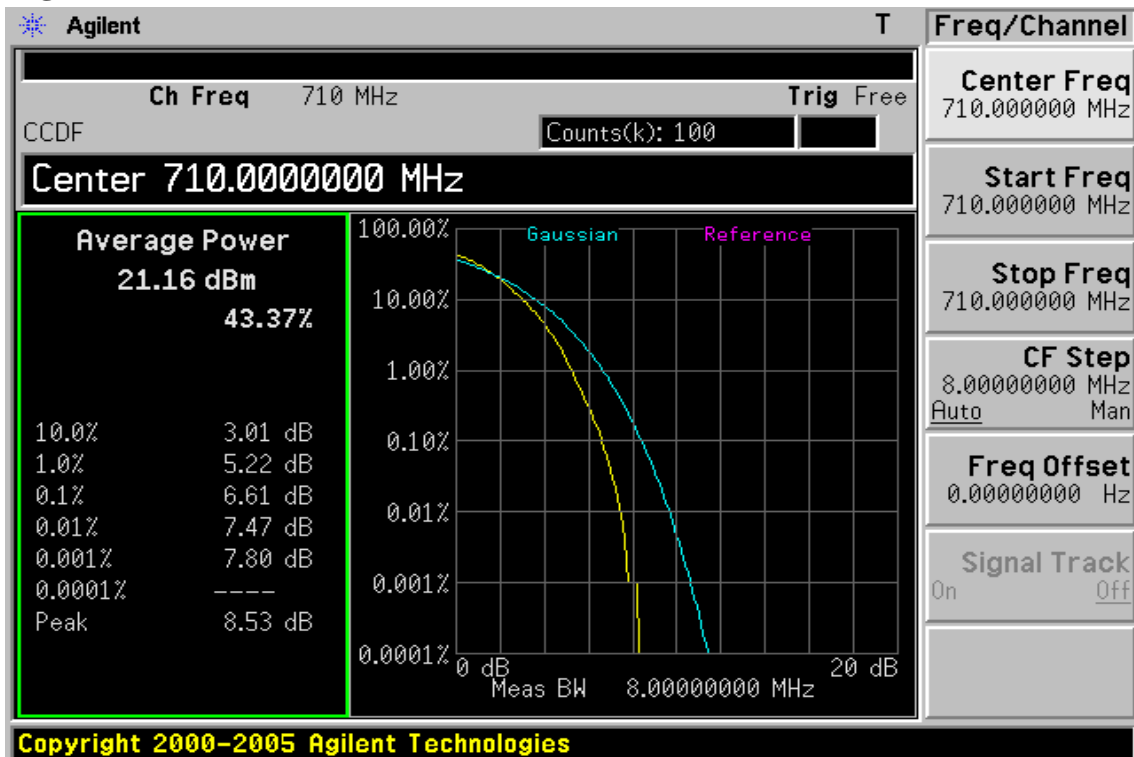 Agilent T
Ch Freq 710 MHz Trig Free
CCDF Counts(k): 100
Center 710.0000000 MHz
Average Power
21.16 dBm
43.37%
10.0% 3.01 dB
1.0% 5.22 dB
0.1% 6.61 dB
0.01% 7.47 dB
0.001% 7.80 dB
0.0001% ----
Peak 8.53 dB
Gaussian Reference
100.00%
10.00%
1.00%
0.10%
0.01%
0.001%
0.0001%
0 dB 20 dB
Meas BW 8.00000000 MHz
Freq/Channel
Center Freq
710.000000 MHz
Start Freq
710.000000 MHz
Stop Freq
710.000000 MHz
CF Step
8.00000000 MHz
Auto Man
Freq Offset
0.00000000 Hz
Signal Track
On Off
Copyright 2000-2005 Agilent Technologies